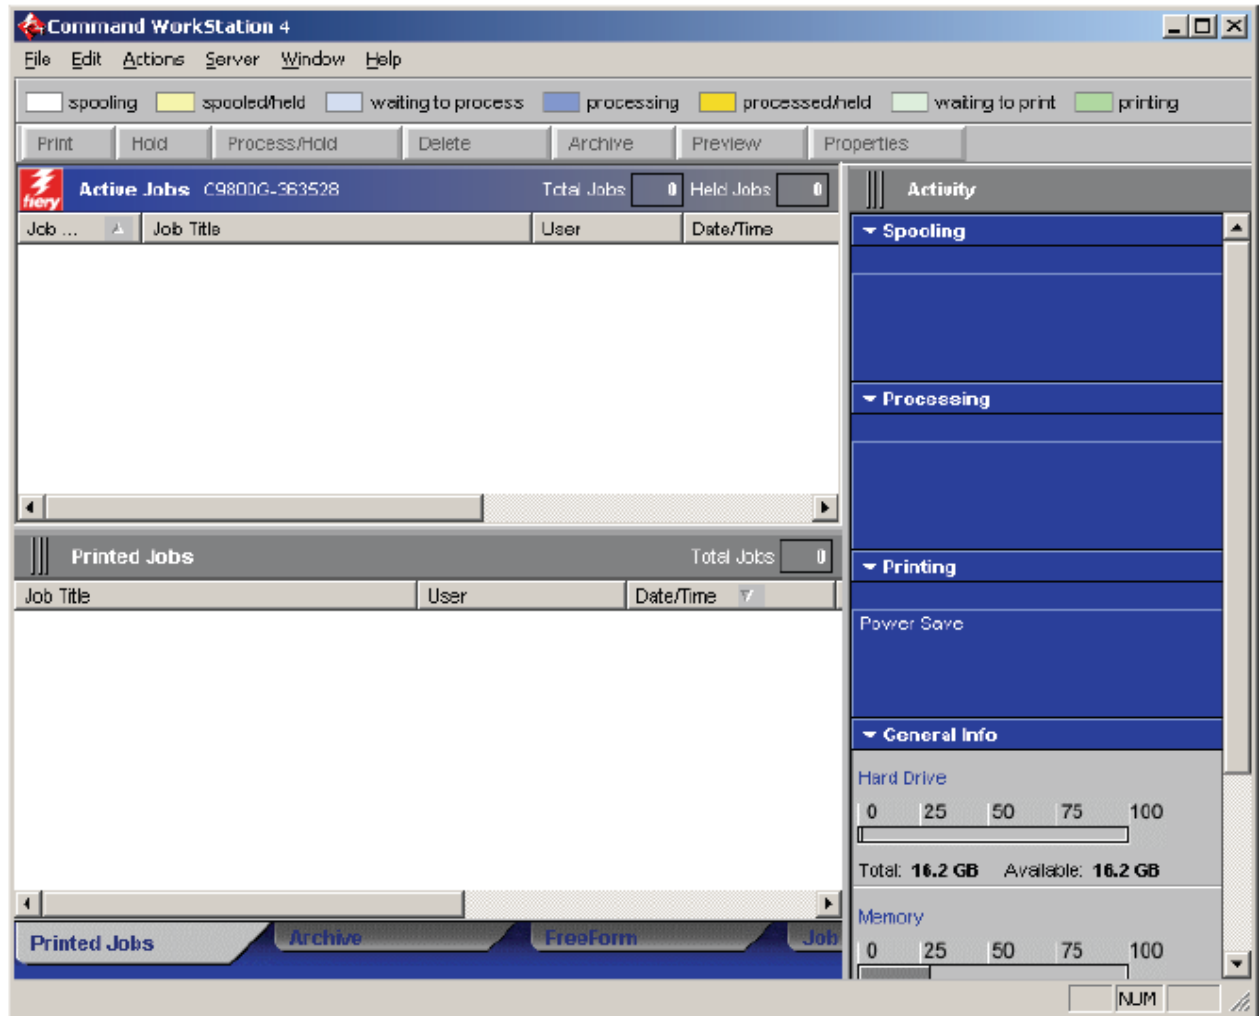 Command WorkStation 4
File Edit Actions Server Window Help
spooling spooled/held waiting to process processing processed/held waiting to print printing
Print Hold Process/Hold Delete Archive Preview Properties
fiery Active Jobs C9800G-363528 Total Jobs 0 Held Jobs 0
Job ... Job Title User Date/Time
Printed Jobs Total Jobs 0
Job Title User Date/Time
Printed Jobs Archive FreeForm Job
Activity
Spooling
Processing
Printing
Power Save
General Info
Hard Drive
0 25 50 75 100
Total: 16.2 GB Available: 16.2 GB
Memory
0 25 50 75 100
NUM